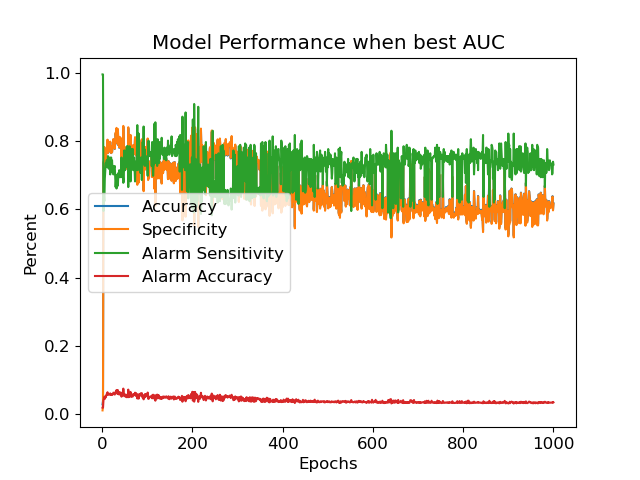 Model Performance when best AUC
1.0
0.8
0.6
0.4
0.2
0.0
Percent
Accuracy
Specificity
Alarm Sensitivity
Alarm Accuracy
0 200 400 600 800 1000
Epochs